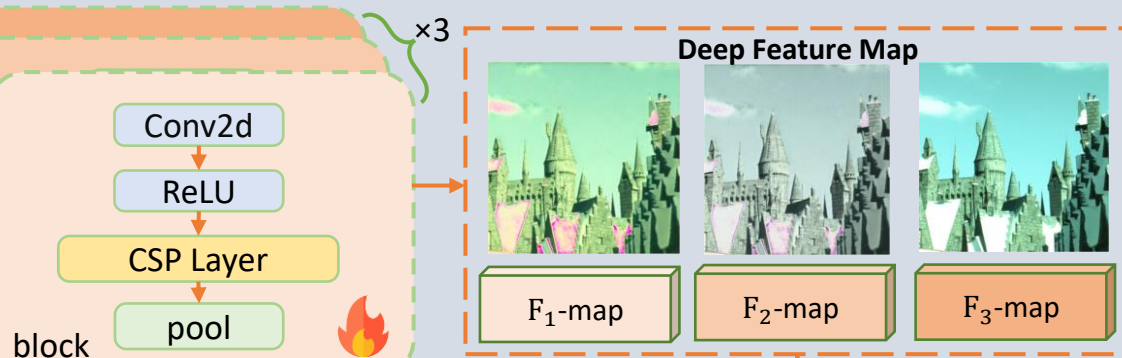 ×3
Conv2d
ReLU
CSP Layer
pool
block
Deep Feature Map
F₁-map
F₂-map
F₃-map